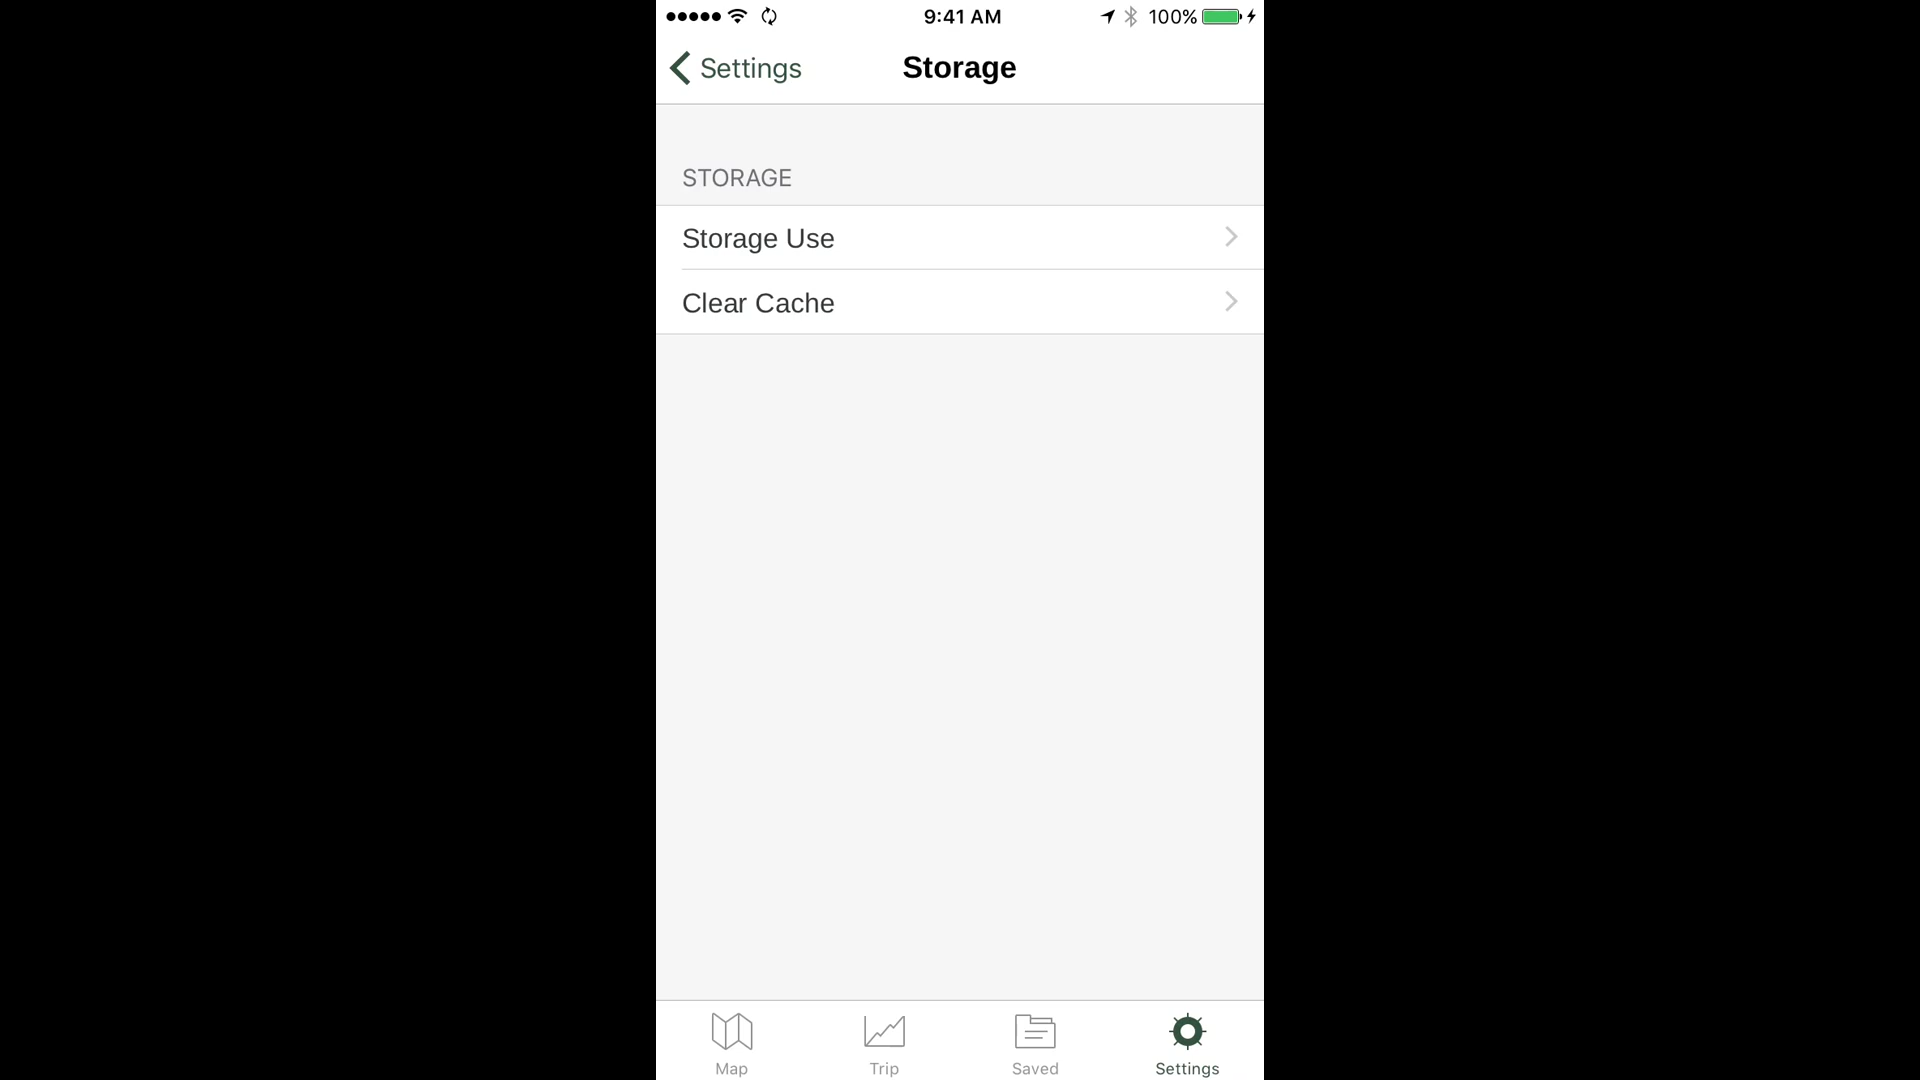 9:41 AM
100%
Settings
Storage
STORAGE
Storage Use
Clear Cache
Map
Trip
Saved
Settings